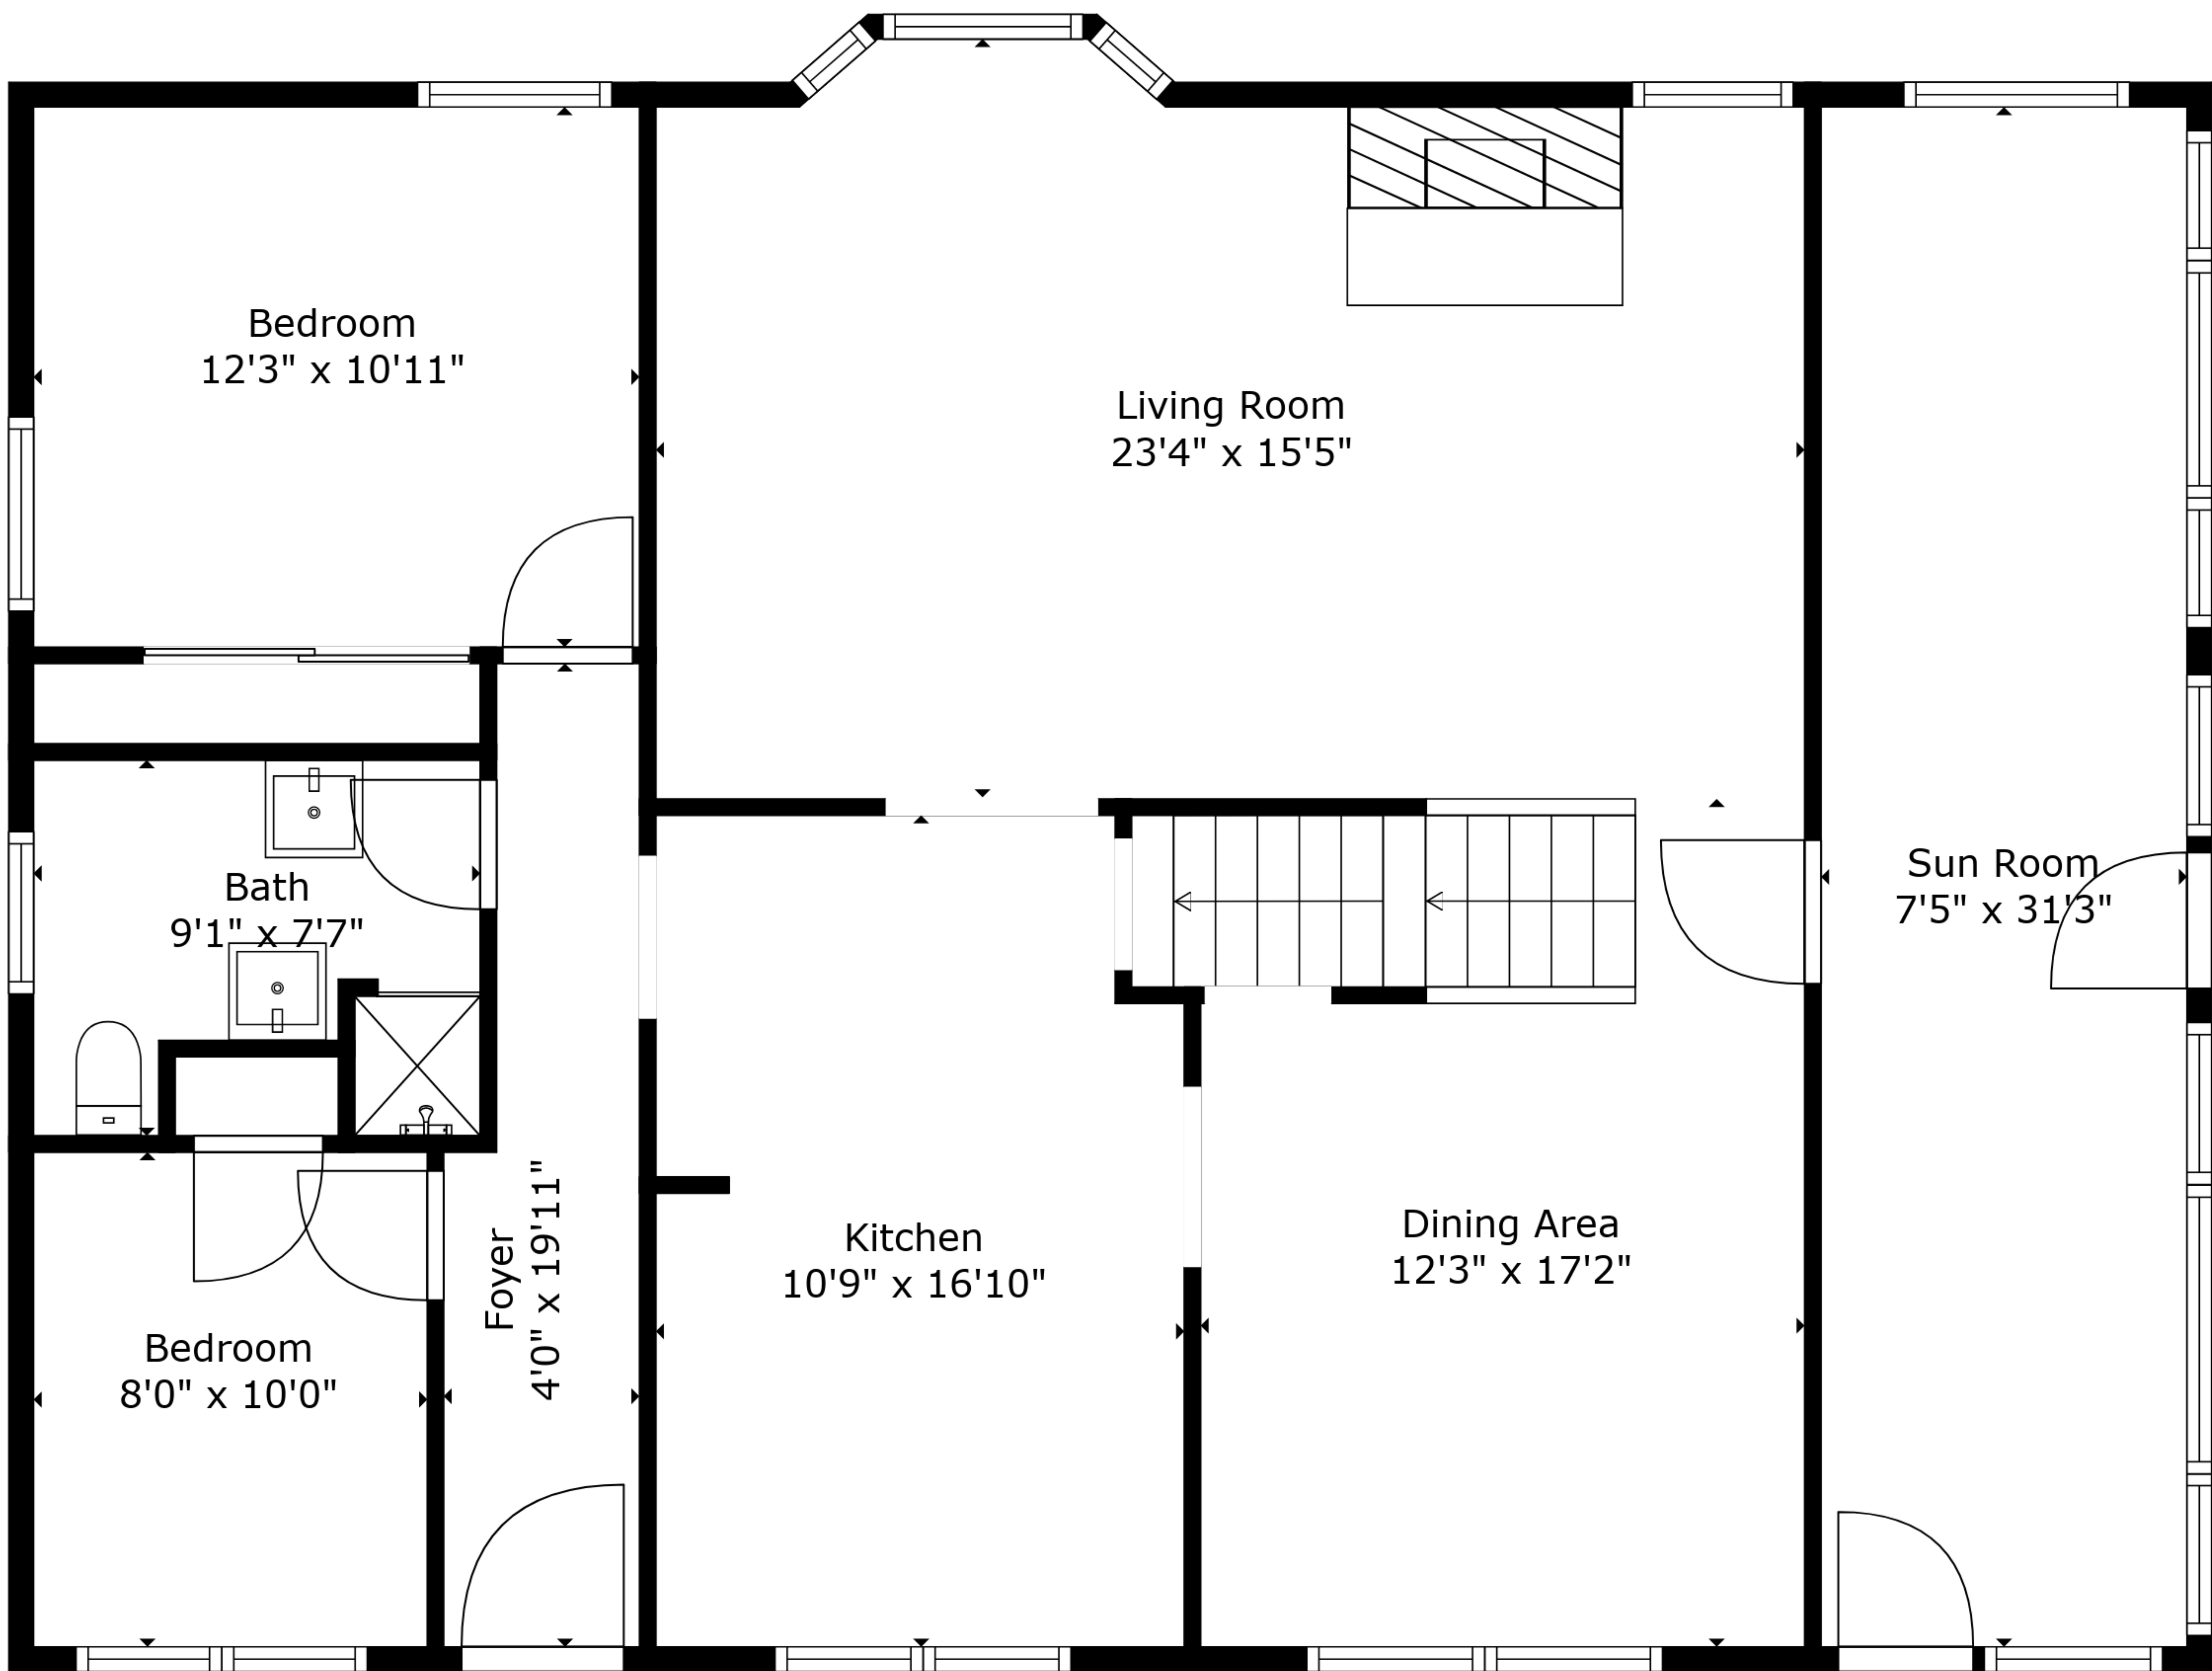 Bedroom
12'3" x 10'11"
Living Room
23'4" x 15'5"
Bath
9'1" x 7'7"
Sun Room
7'5" x 31'3"
Foyer
4'0" x 19'11"
Kitchen
10'9" x 16'10"
Dining Area
12'3" x 17'2"
Bedroom
8'0" x 10'0"